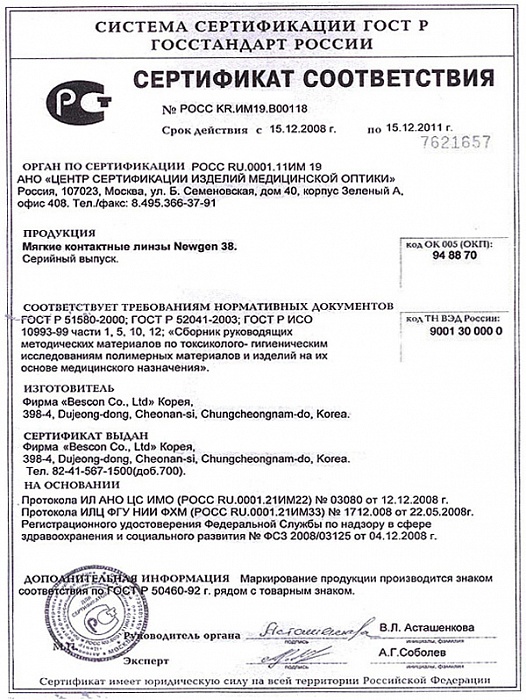 СИСТЕМА СЕРТИФИКАЦИИ ГОСТ Р
ГОССТАНДАРТ РОССИИ
СЕРТИФИКАТ СООТВЕТСТВИЯ
№ РОСС KR.ИМ19.В00118
Срок действия с 15.12.2008 г. по 15.12.2011 г.
7621657
ОРГАН ПО СЕРТИФИКАЦИИ РОСС RU.0001.11ИМ 19
АНО «ЦЕНТР СЕРТИФИКАЦИИ ИЗДЕЛИЙ МЕДИЦИНСКОЙ ОПТИКИ»
Россия, 107023, Москва, ул. Б. Семеновская, дом 40, корпус Зеленый А,
офис 408. Тел./факс: 8.495.366-37-91
ПРОДУКЦИЯ
Мягкие контактные линзы Newgen 38.
Серийный выпуск.
код ОК 005 (ОКП):
94 88 70
СООТВЕТСТВУЕТ ТРЕБОВАНИЯМ НОРМАТИВНЫХ ДОКУМЕНТОВ
ГОСТ Р 51580-2000; ГОСТ Р 52041-2003; ГОСТ Р ИСО
10993-99 части 1, 5, 10, 12; «Сборник руководящих
методических материалов по токсиколого- гигиеническим
исследованиям полимерных материалов и изделий на их
основе медицинского назначения».
код ТН ВЭД России:
9001 30 000 0
ИЗГОТОВИТЕЛЬ
Фирма «Bescon Co., Ltd» Корея,
398-4, Dujeong-dong, Cheonan-si, Chungcheongnam-do, Korea.
СЕРТИФИКАТ ВЫДАН
Фирма «Bescon Co., Ltd» Корея,
398-4, Dujeong-dong, Cheonan-si, Chungcheongnam-do, Korea.
Тел. 82-41-567-1500(доб.700).
НА ОСНОВАНИИ
Протокола ИЛ АНО ЦС ИМО (РОСС RU.0001.21ИМ22) № 03080 от 12.12.2008 г.
Протокола ИЛЦ ФГУ НИИ ФХМ (РОСС RU.0001.21ИМ33) № 1712.008 от 22.05.2008г.
Регистрационного удостоверения Федеральной Службы по надзору в сфере
здравоохранения и социального развития № ФСЗ 2008/03125 от 04.12.2008 г.
ДОПОЛНИТЕЛЬНАЯ ИНФОРМАЦИЯ Маркирование продукции производится знаком
соответствия по ГОСТ Р 50460-92 г. рядом с товарным знаком.
Руководитель органа
подпись
В.Л. Асташенкова
инициалы, фамилия
М.П.
Эксперт
подпись
А.Г.Соболев
инициалы, фамилия
Сертификат имеет юридическую силу на всей территории Российской Федерации